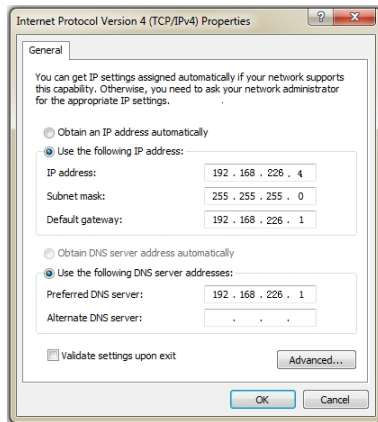 Internet Protocol Version 4 (TCP/IPv4) Properties
General
You can get IP settings assigned automatically if your network supports
this capability. Otherwise, you need to ask your network administrator
for the appropriate IP settings.
Obtain an IP address automatically
Use the following IP address:
IP address: 192 . 168 . 226 . 4
Subnet mask: 255 . 255 . 255 . 0
Default gateway: 192 . 168 . 226 . 1
Obtain DNS server address automatically
Use the following DNS server addresses:
Preferred DNS server: 192 . 168 . 226 . 1
Alternate DNS server: . . .
Validate settings upon exit
Advanced...
OK Cancel